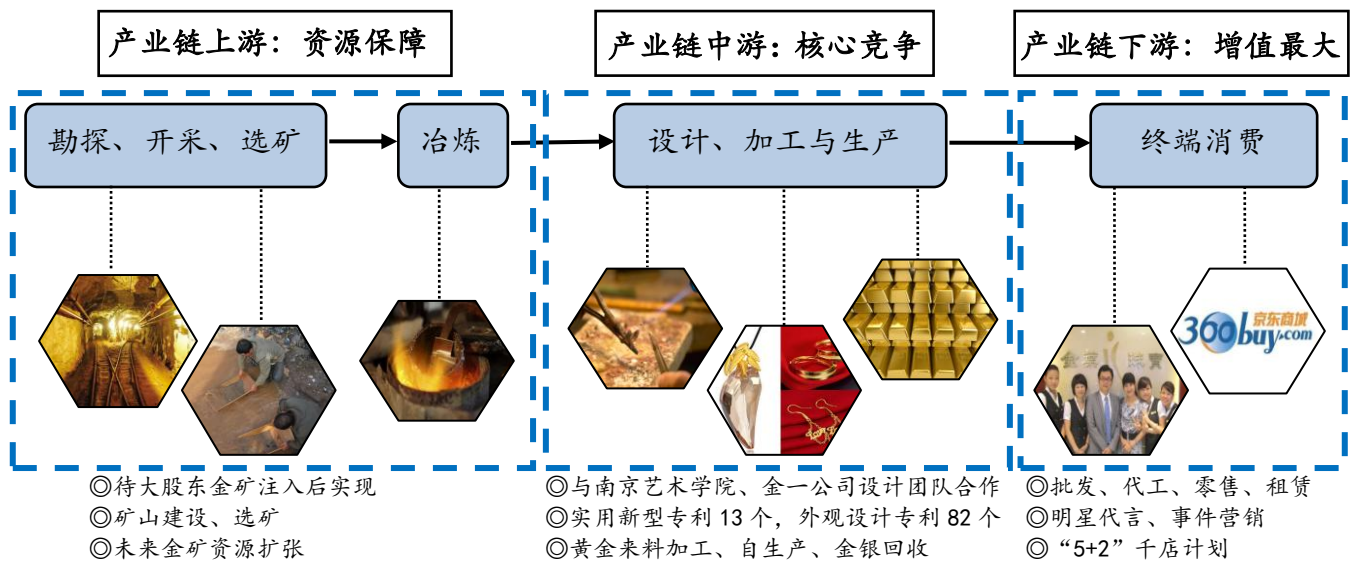 产业链上游：资源保障
产业链中游：核心竞争
产业链下游：增值最大
勘探、开采、选矿
冶炼
设计、加工与生产
终端消费
京东商城
360buy.com
◎待大股东金矿注入后实现
◎矿山建设、选矿
◎未来金矿资源扩张
◎与南京艺术学院、金一公司设计团队合作
◎实用新型专利 13 个，外观设计专利 82 个
◎黄金来料加工、自生产、金银回收
◎批发、代工、零售、租赁
◎明星代言、事件营销
◎“5+2”千店计划